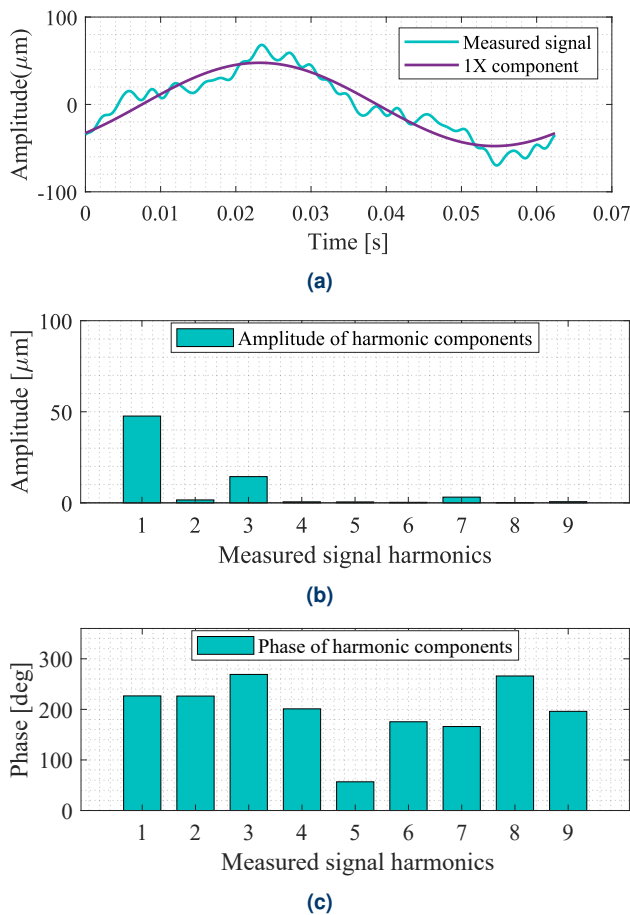 Amplitude(μm)
100
0
-100
Measured signal
1X component
0 0.01 0.02 0.03 0.04 0.05 0.06 0.07
Time [s]
(a)
Amplitude [μm]
100
50
0
Amplitude of harmonic components
1 2 3 4 5 6 7 8 9
Measured signal harmonics
(b)
Phase [deg]
300
200
100
0
Phase of harmonic components
1 2 3 4 5 6 7 8 9
Measured signal harmonics
(c)